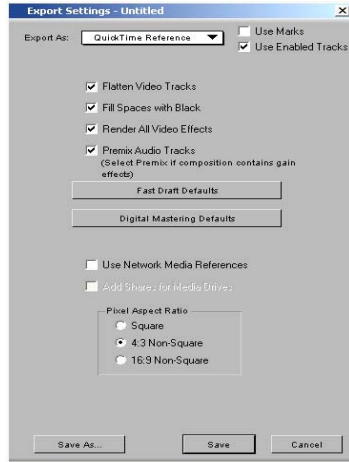 Export Settings - Untitled
Export As: QuickTime Reference
Use Marks
Use Enabled Tracks
Flatten Video Tracks
Fill Spaces with Black
Render All Video Effects
Premix Audio Tracks
(Select Premix if composition contains gain
effects)
Fast Draft Defaults
Digital Mastering Defaults
Use Network Media References
Add Shares for Media Drives
Pixel Aspect Ratio
Square
4:3 Non-Square
16:9 Non-Square
Save As... Save Cancel